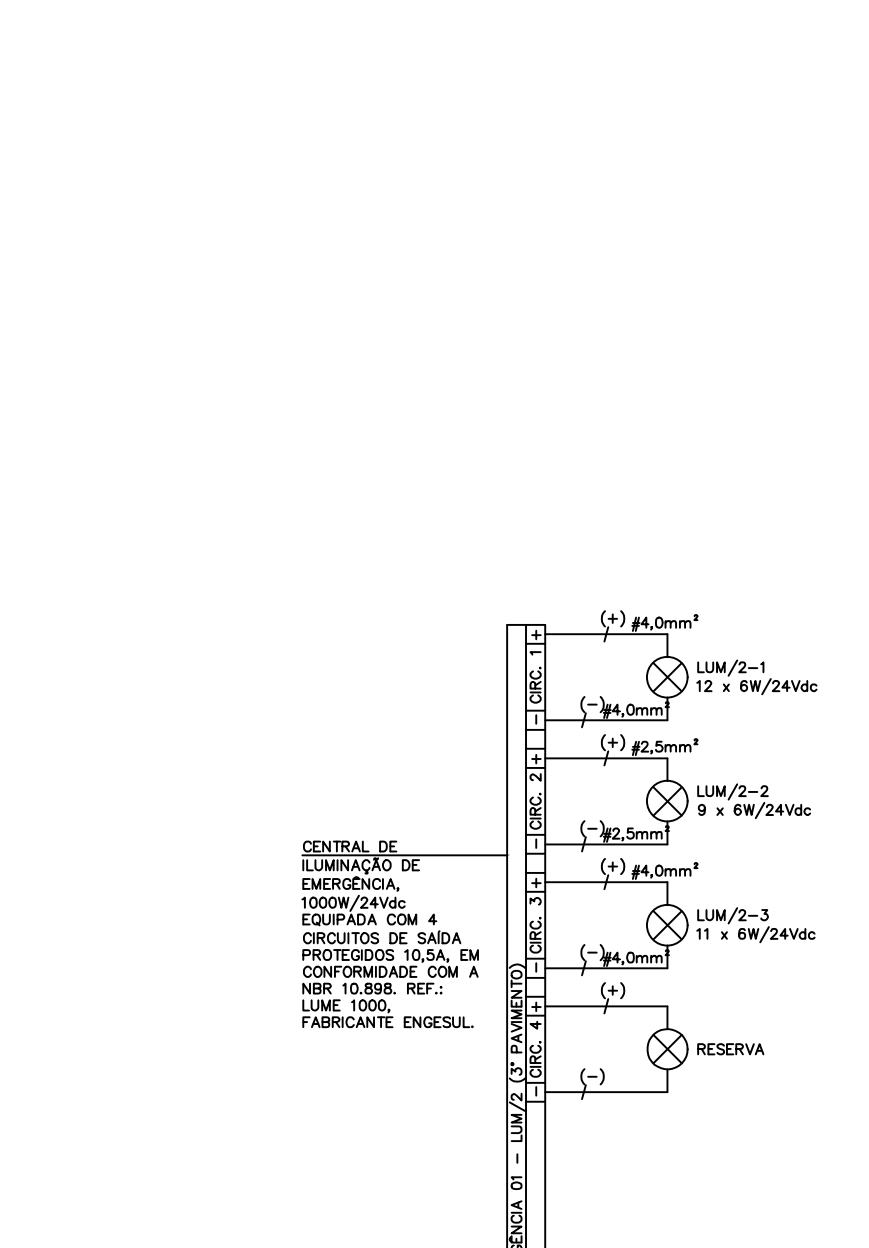 CENTRAL DE
ILUMINAÇÃO DE
EMERGÊNCIA,
1000W/24Vdc
EQUIPADA COM 4
CIRCUITOS DE SAÍDA
PROTEGIDOS 10,5A, EM
CONFORMIDADE COM A
NBR 10.898. REF.:
LUME 1000,
FABRICANTE ENGESUL.
GÊNCIA 01 - LUM/2 (3° PAVIMENTO)
+
CIRC. 1
-
(+) #4,0mm²
LUM/2-1
12 x 6W/24Vdc
(-)#4,0mm²
+
CIRC. 2
-
(+) #2,5mm²
LUM/2-2
9 x 6W/24Vdc
(-)#2,5mm²
+
CIRC. 3
-
(+) #4,0mm²
LUM/2-3
11 x 6W/24Vdc
(-)#4,0mm²
+
CIRC. 4
-
(+)
RESERVA
(-)